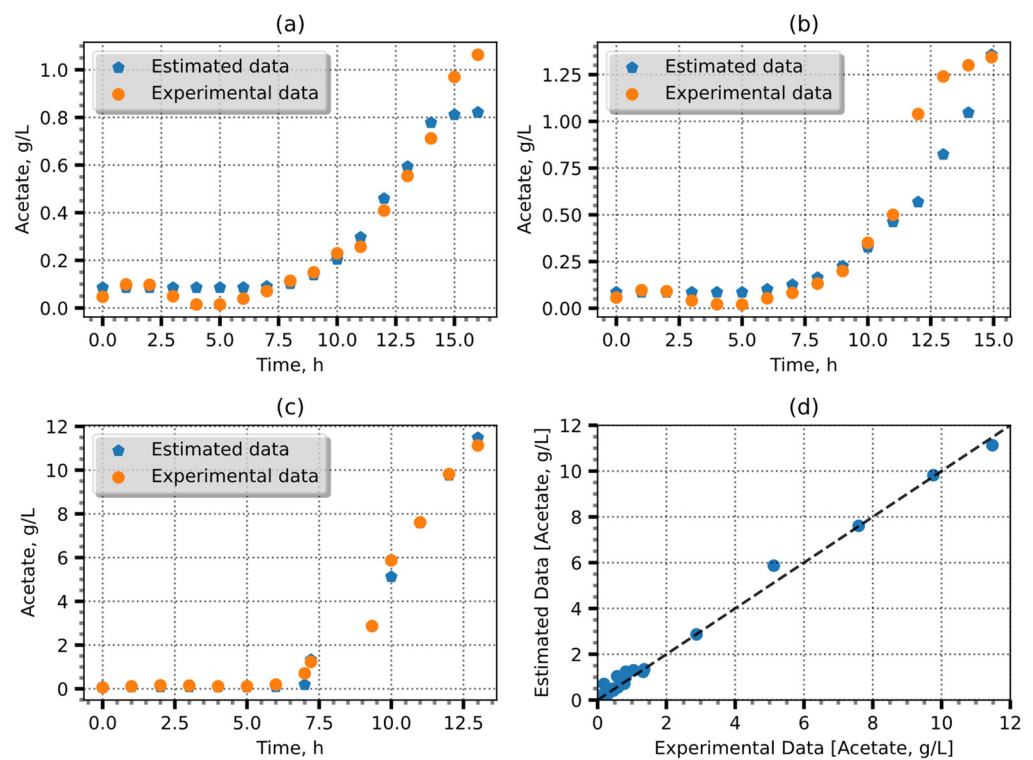 (a)
Estimated data
Experimental data
Acetate, g/L
1.0
0.8
0.6
0.4
0.2
0.0
0.0 2.5 5.0 7.5 10.0 12.5 15.0
Time, h
(b)
Estimated data
Experimental data
Acetate, g/L
1.25
1.00
0.75
0.50
0.25
0.00
0.0 2.5 5.0 7.5 10.0 12.5 15.0
Time, h
(c)
Estimated data
Experimental data
Acetate, g/L
12
10
8
6
4
2
0
0.0 2.5 5.0 7.5 10.0 12.5
Time, h
(d)
Estimated Data [Acetate, g/L]
12
10
8
6
4
2
0
0 2 4 6 8 10 12
Experimental Data [Acetate, g/L]